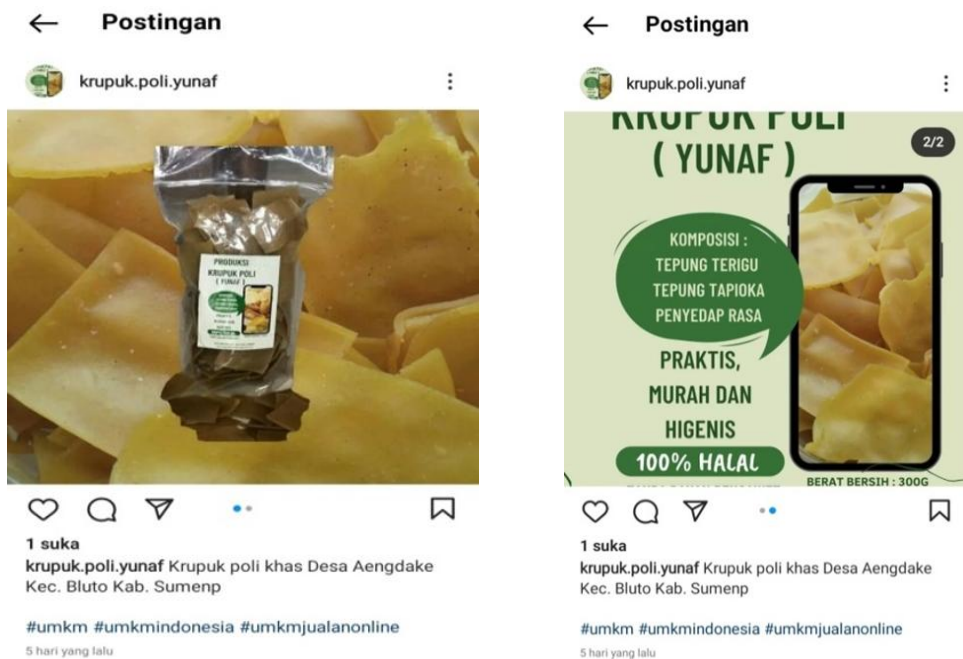 Postingan
krupuk.poli.yunaf
PRODUKSI
KRUPUK POLI
( YUNAF )
1 suka
krupuk.poli.yunaf Krupuk poli khas Desa Aengdake
Kec. Bluto Kab. Sumenp
#umkm #umkmindonesia #umkmjualanonline
5 hari yang lalu
Postingan
krupuk.poli.yunaf
2/2
KRUPUK POLI
( YUNAF )
KOMPOSISI :
TEPUNG TERIGU
TEPUNG TAPIOKA
PENYEDAP RASA
PRAKTIS,
MURAH DAN
HIGENIS
100% HALAL
BERAT BERSIH : 300G
1 suka
krupuk.poli.yunaf Krupuk poli khas Desa Aengdake
Kec. Bluto Kab. Sumenp
#umkm #umkmindonesia #umkmjualanonline
5 hari yang lalu